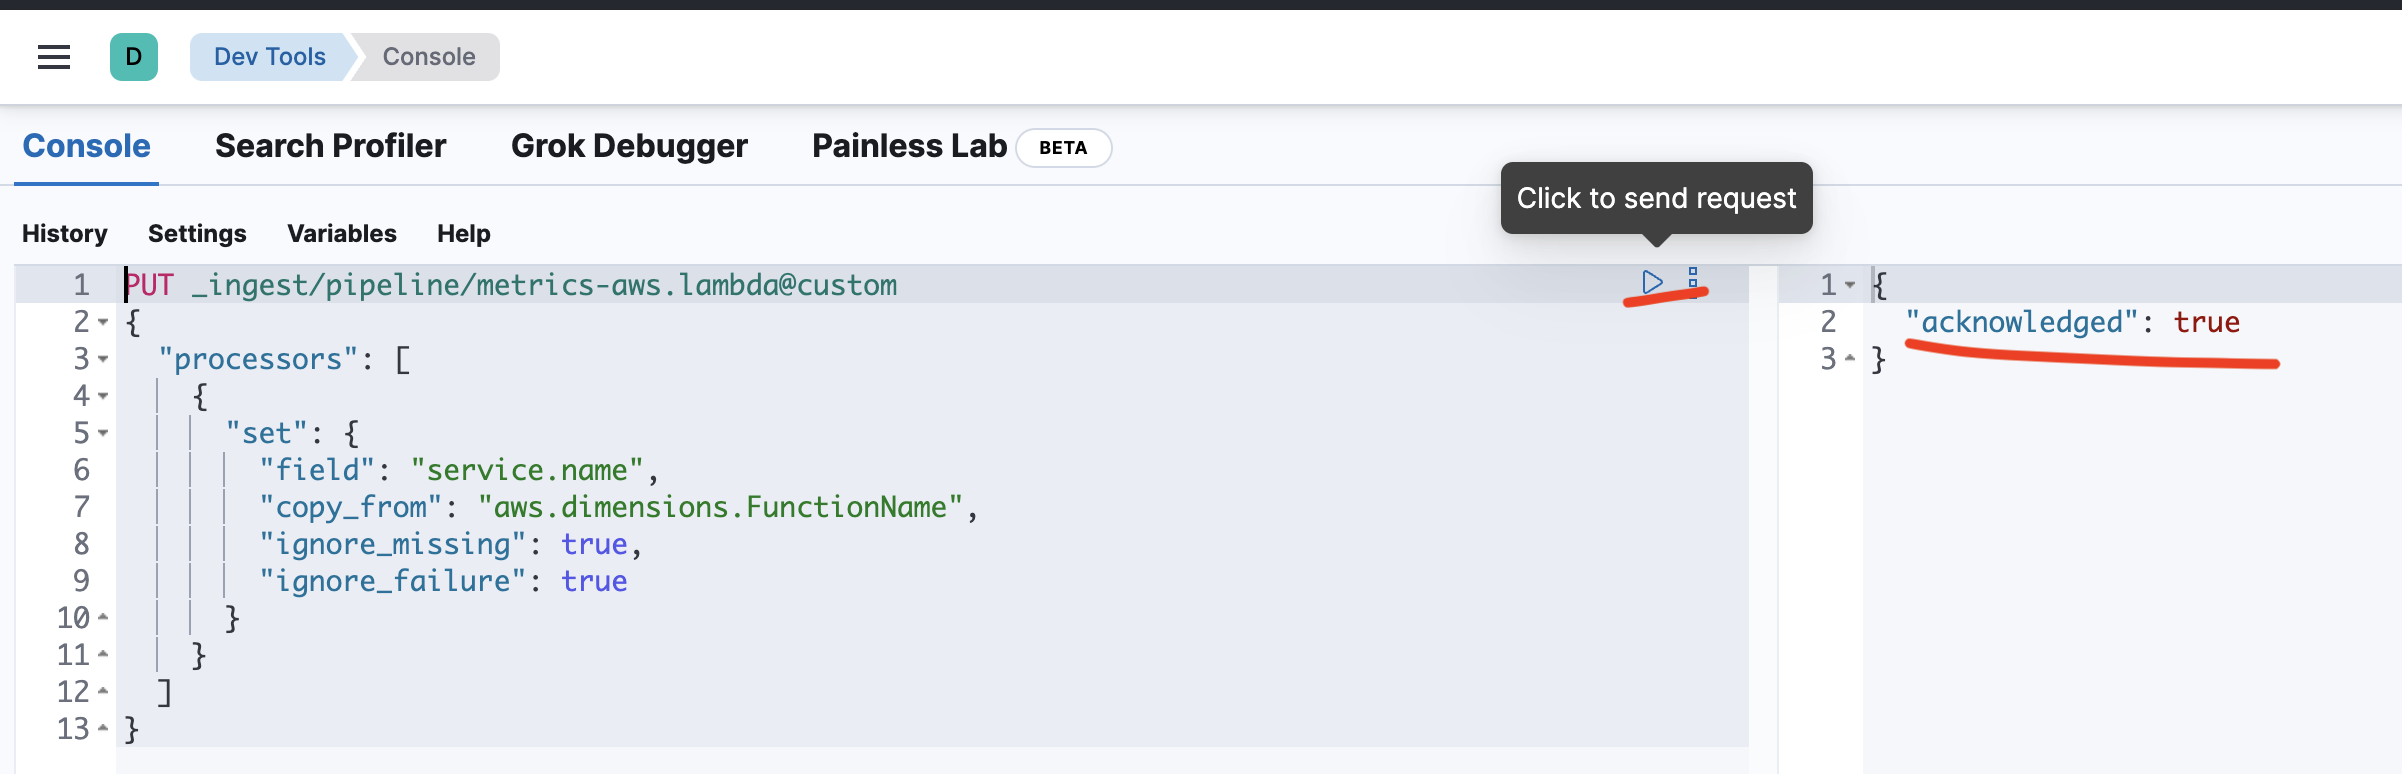 D Dev Tools Console
Console Search Profiler Grok Debugger Painless Lab BETA
Click to send request
History Settings Variables Help
1 PUT _ingest/pipeline/metrics-aws.lambda@custom
2 {
3 "processors": [
4 {
5 "set": {
6 "field": "service.name",
7 "copy_from": "aws.dimensions.FunctionName",
8 "ignore_missing": true,
9 "ignore_failure": true
10 }
11 }
12 ]
13 }
1 {
2 "acknowledged": true
3 }